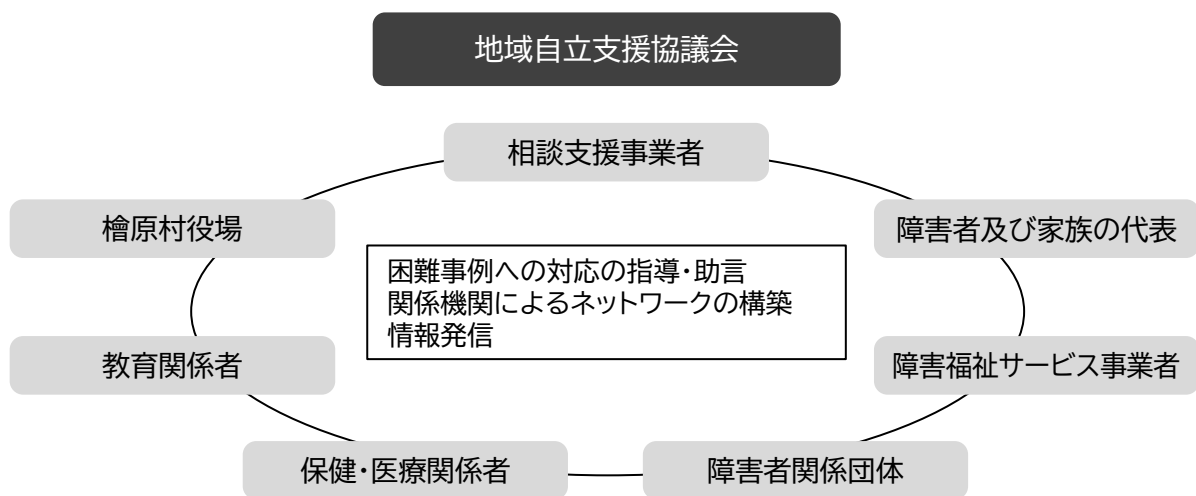 地域自立支援協議会
相談支援事業者
檜原村役場
障害者及び家族の代表
困難事例への対応の指導・助言
関係機関によるネットワークの構築
情報発信
教育関係者
障害福祉サービス事業者
保健・医療関係者
障害者関係団体